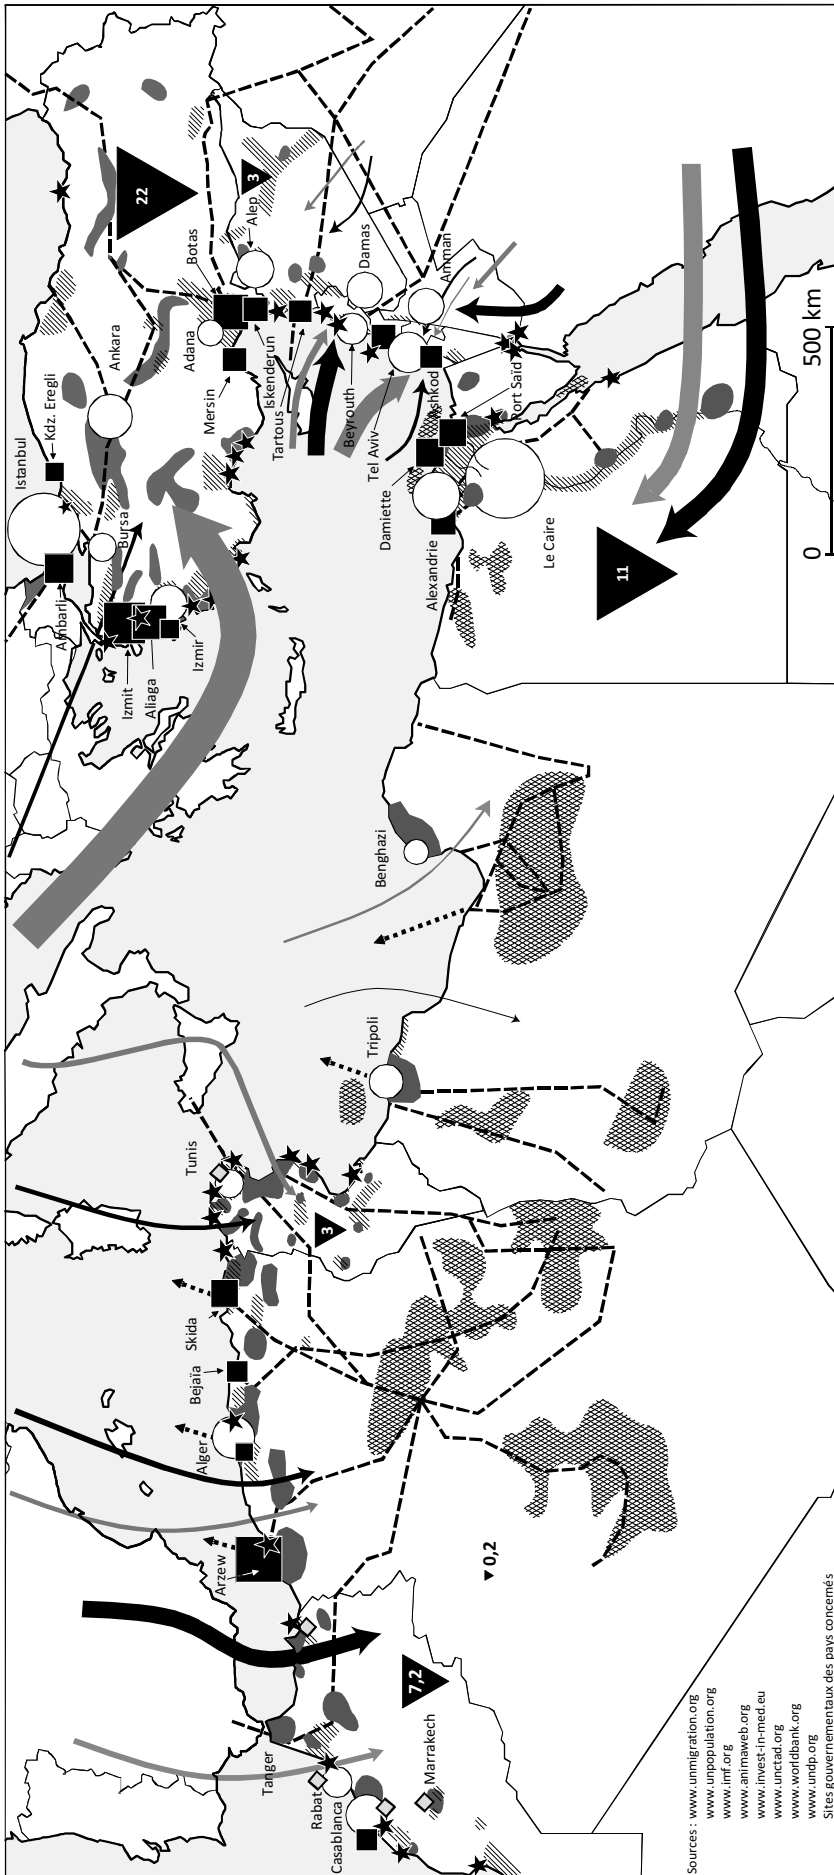 Istanbul
Kdz. Eregli
Ankara
Ambarli
Bursa
Izmit
Aliaga
Izmir
Adana
Botas
Mersin
Iskenderun
Alep
Tartous
Beyrouth
Damas
Tel Aviv
Amman
Ashkod
Port Saïd
Damiette
Alexandrie
Le Caire
22
3
11
Benghazi
Tripoli
Tunis
3
Skida
Bejaïa
Alger
Arzew
0,2
7,2
Tanger
Rabat
Casablanca
Marrakech
0
500 km
Sources : www.unmigration.org
www.unpopulation.org
www.imf.org
www.animaweb.org
www.invest-in-med.eu
www.unctad.org
www.worldbank.org
www.undp.org
Sites gouvernementaux des pays concernés